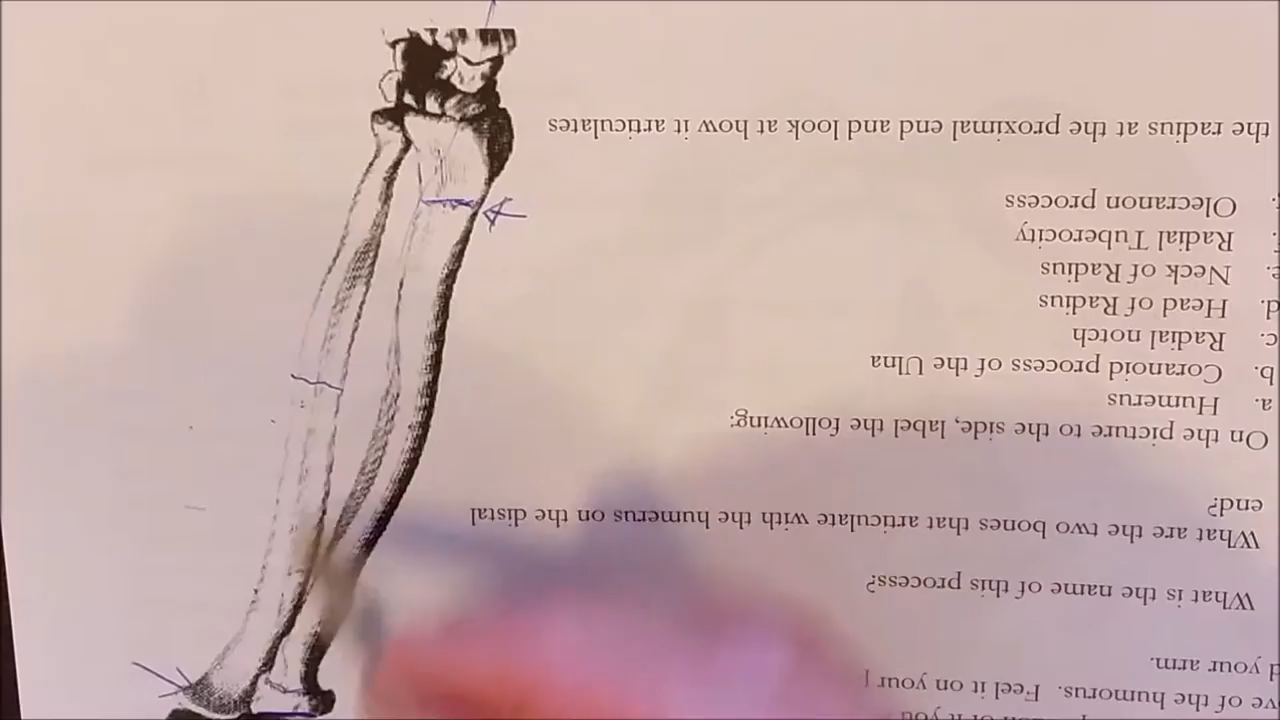 of it you
ve of the humorus. Feel it on your
d your arm.
What is the name of this process?
What are the two bones that articulate with the humerus on the distal
end?
On the picture to the side, label the following:
a. Humerus
b. Coranoid process of the Ulna
c. Radial notch
d. Head of Radius
e. Neck of Radius
Radial Tuberocity
Olecranon process
the radius at the proximal end and look at how it articulates